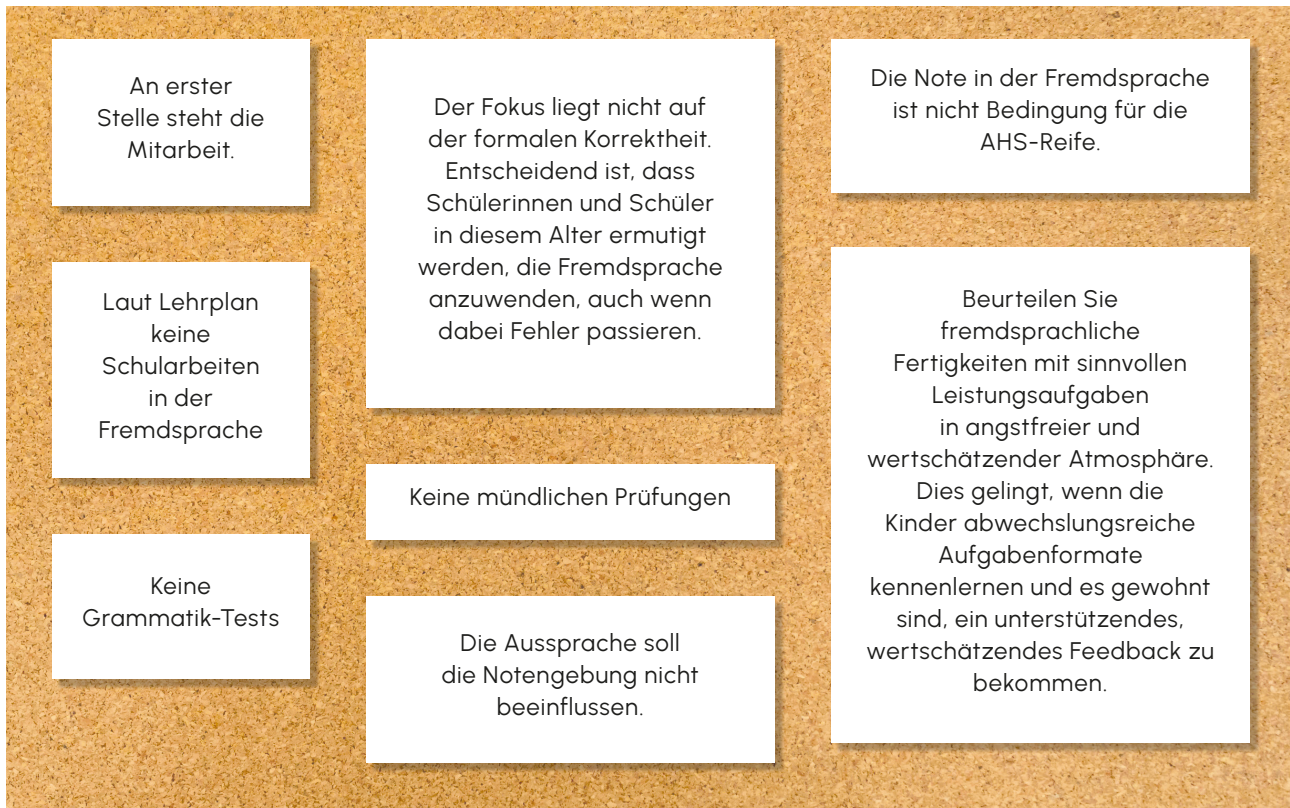 An erster
Stelle steht die
Mitarbeit.
Laut Lehrplan
keine
Schularbeiten
in der
Fremdsprache
Keine
Grammatik-Tests
Der Fokus liegt nicht auf
der formalen Korrektheit.
Entscheidend ist, dass
Schülerinnen und Schüler
in diesem Alter ermutigt
werden, die Fremdsprache
anzuwenden, auch wenn
dabei Fehler passieren.
Keine mündlichen Prüfungen
Die Aussprache soll
die Notengebung nicht
beeinflussen.
Die Note in der Fremdsprache
ist nicht Bedingung für die
AHS-Reife.
Beurteilen Sie
fremdsprachliche
Fertigkeiten mit sinnvollen
Leistungsaufgaben
in angstfreier und
wertschätzender Atmosphäre.
Dies gelingt, wenn die
Kinder abwechslungsreiche
Aufgabenformate
kennenlernen und es gewohnt
sind, ein unterstützendes,
wertschätzendes Feedback zu
bekommen.